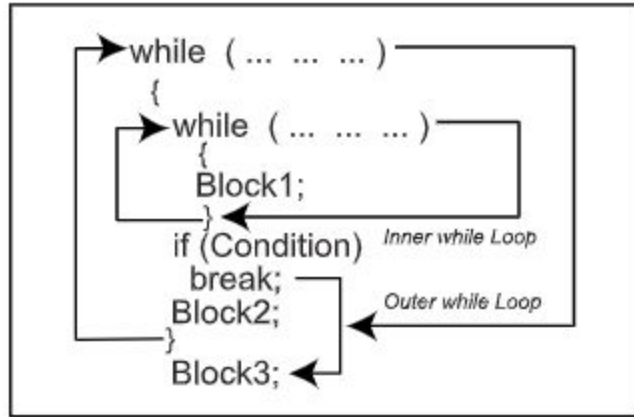 while ( ... ... ... )
{
while ( ... ... ... )
{
Block1;
}
Inner while Loop
if (Condition)
break;
Outer while Loop
Block2;
}
Block3;